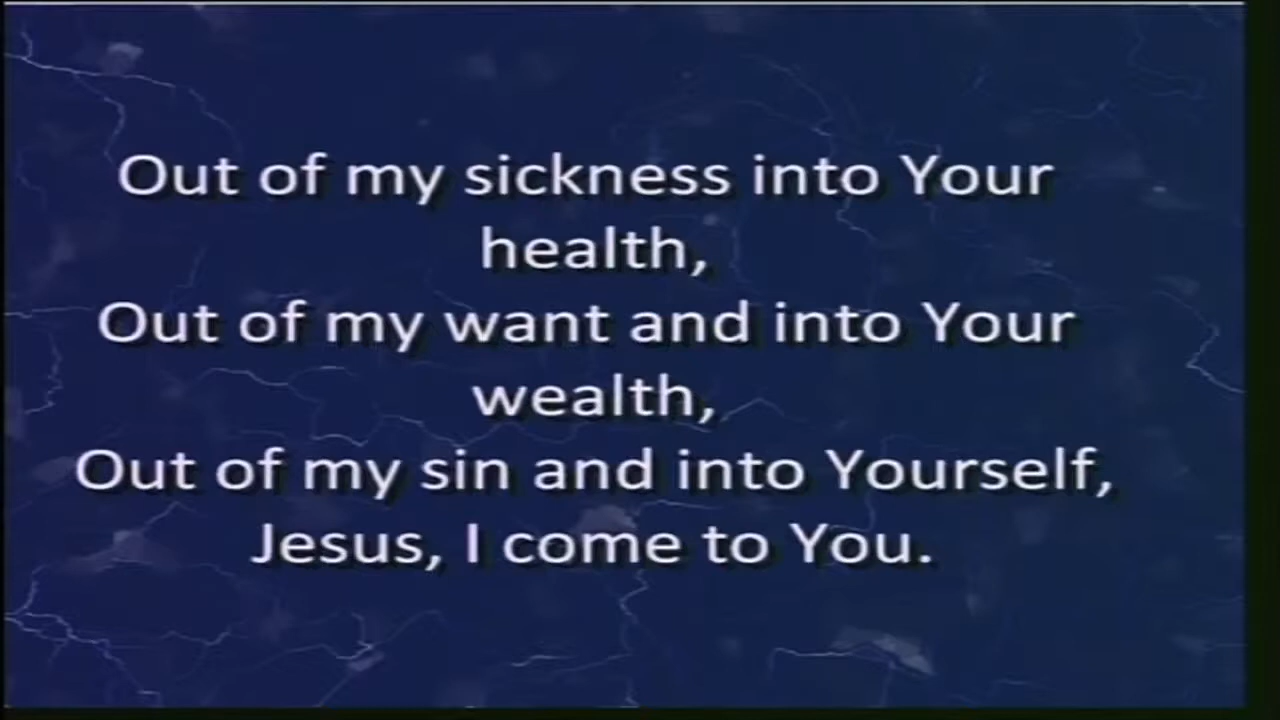 Out of my sickness into Your
health,
Out of my want and into Your
wealth,
Out of my sin and into Yourself,
Jesus, I come to You.